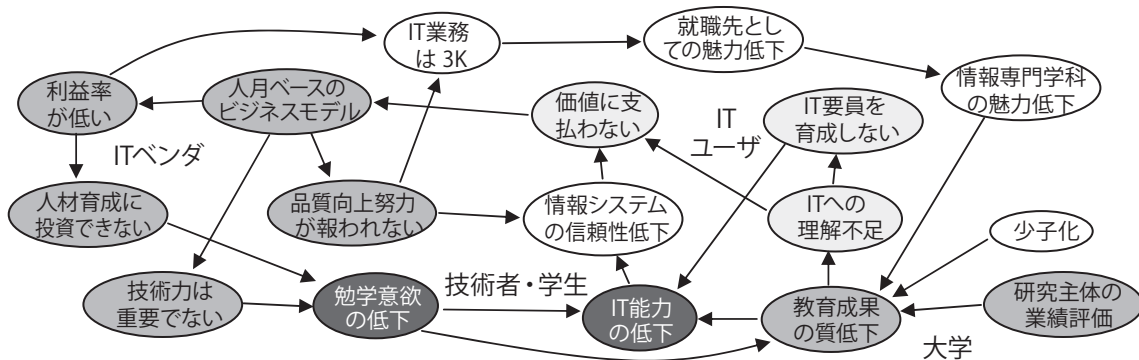 IT業務
は 3K
就職先とし
ての魅力低下
情報専門学科
の魅力低下
利益率
が低い
人月ベースの
ビジネスモデル
価値に支
払わない
IT
ユーザ
IT要員を
育成しない
ITベンダ
人材育成に
投資できない
品質向上努力
が報われない
情報システム
の信頼性低下
ITへの
理解不足
少子化
技術力は
重要でない
勉学意欲
の低下
技術者・学生
IT能力
の低下
教育成果
の質低下
研究主体の
業績評価
大学